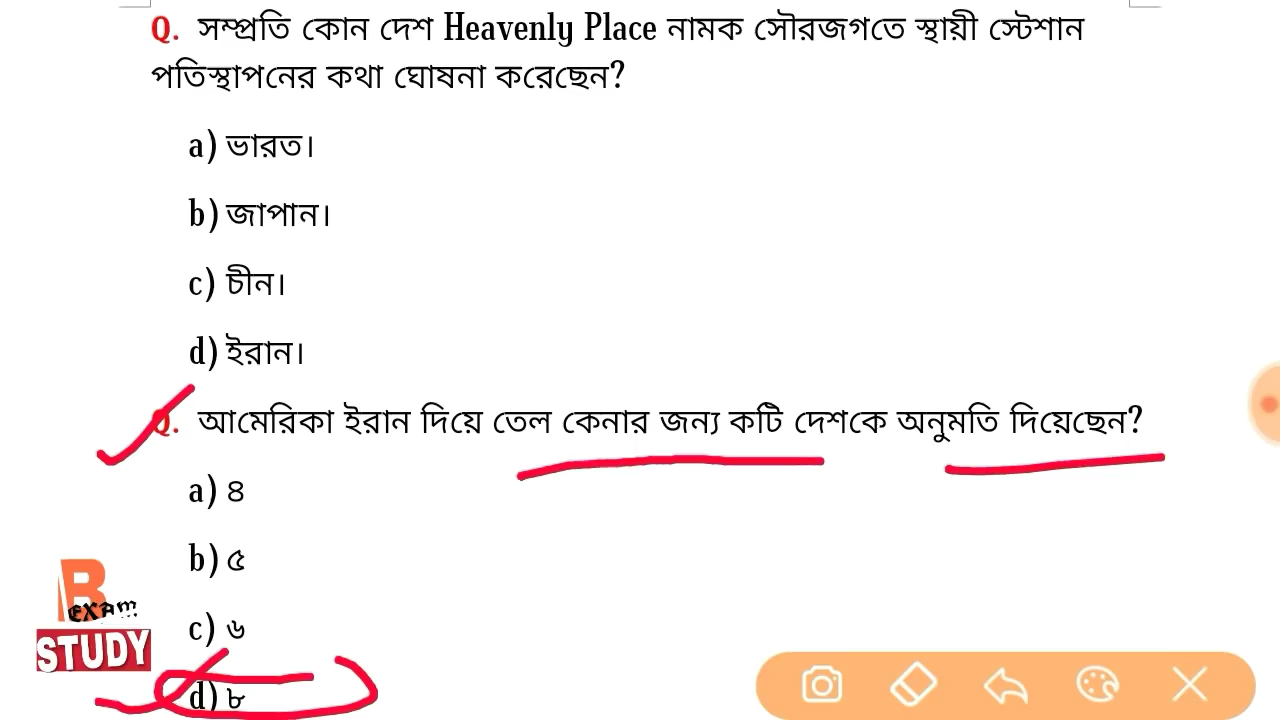 Q. সম্প্রতি কোন দেশ Heavenly Place নামক সৌরজগতে স্থায়ী স্টেশান
পতিস্থাপনের কথা ঘোষনা করেছেন?
a) ভারত।
b) জাপান।
c) চীন।
d) ইরান।
Q. আমেরিকা ইরান দিয়ে তেল কেনার জন্য কটি দেশকে অনুমতি দিয়েছেন?
a) ৪
b) ৫
c) ৬
d) ৮
B
EXAM
STUDY